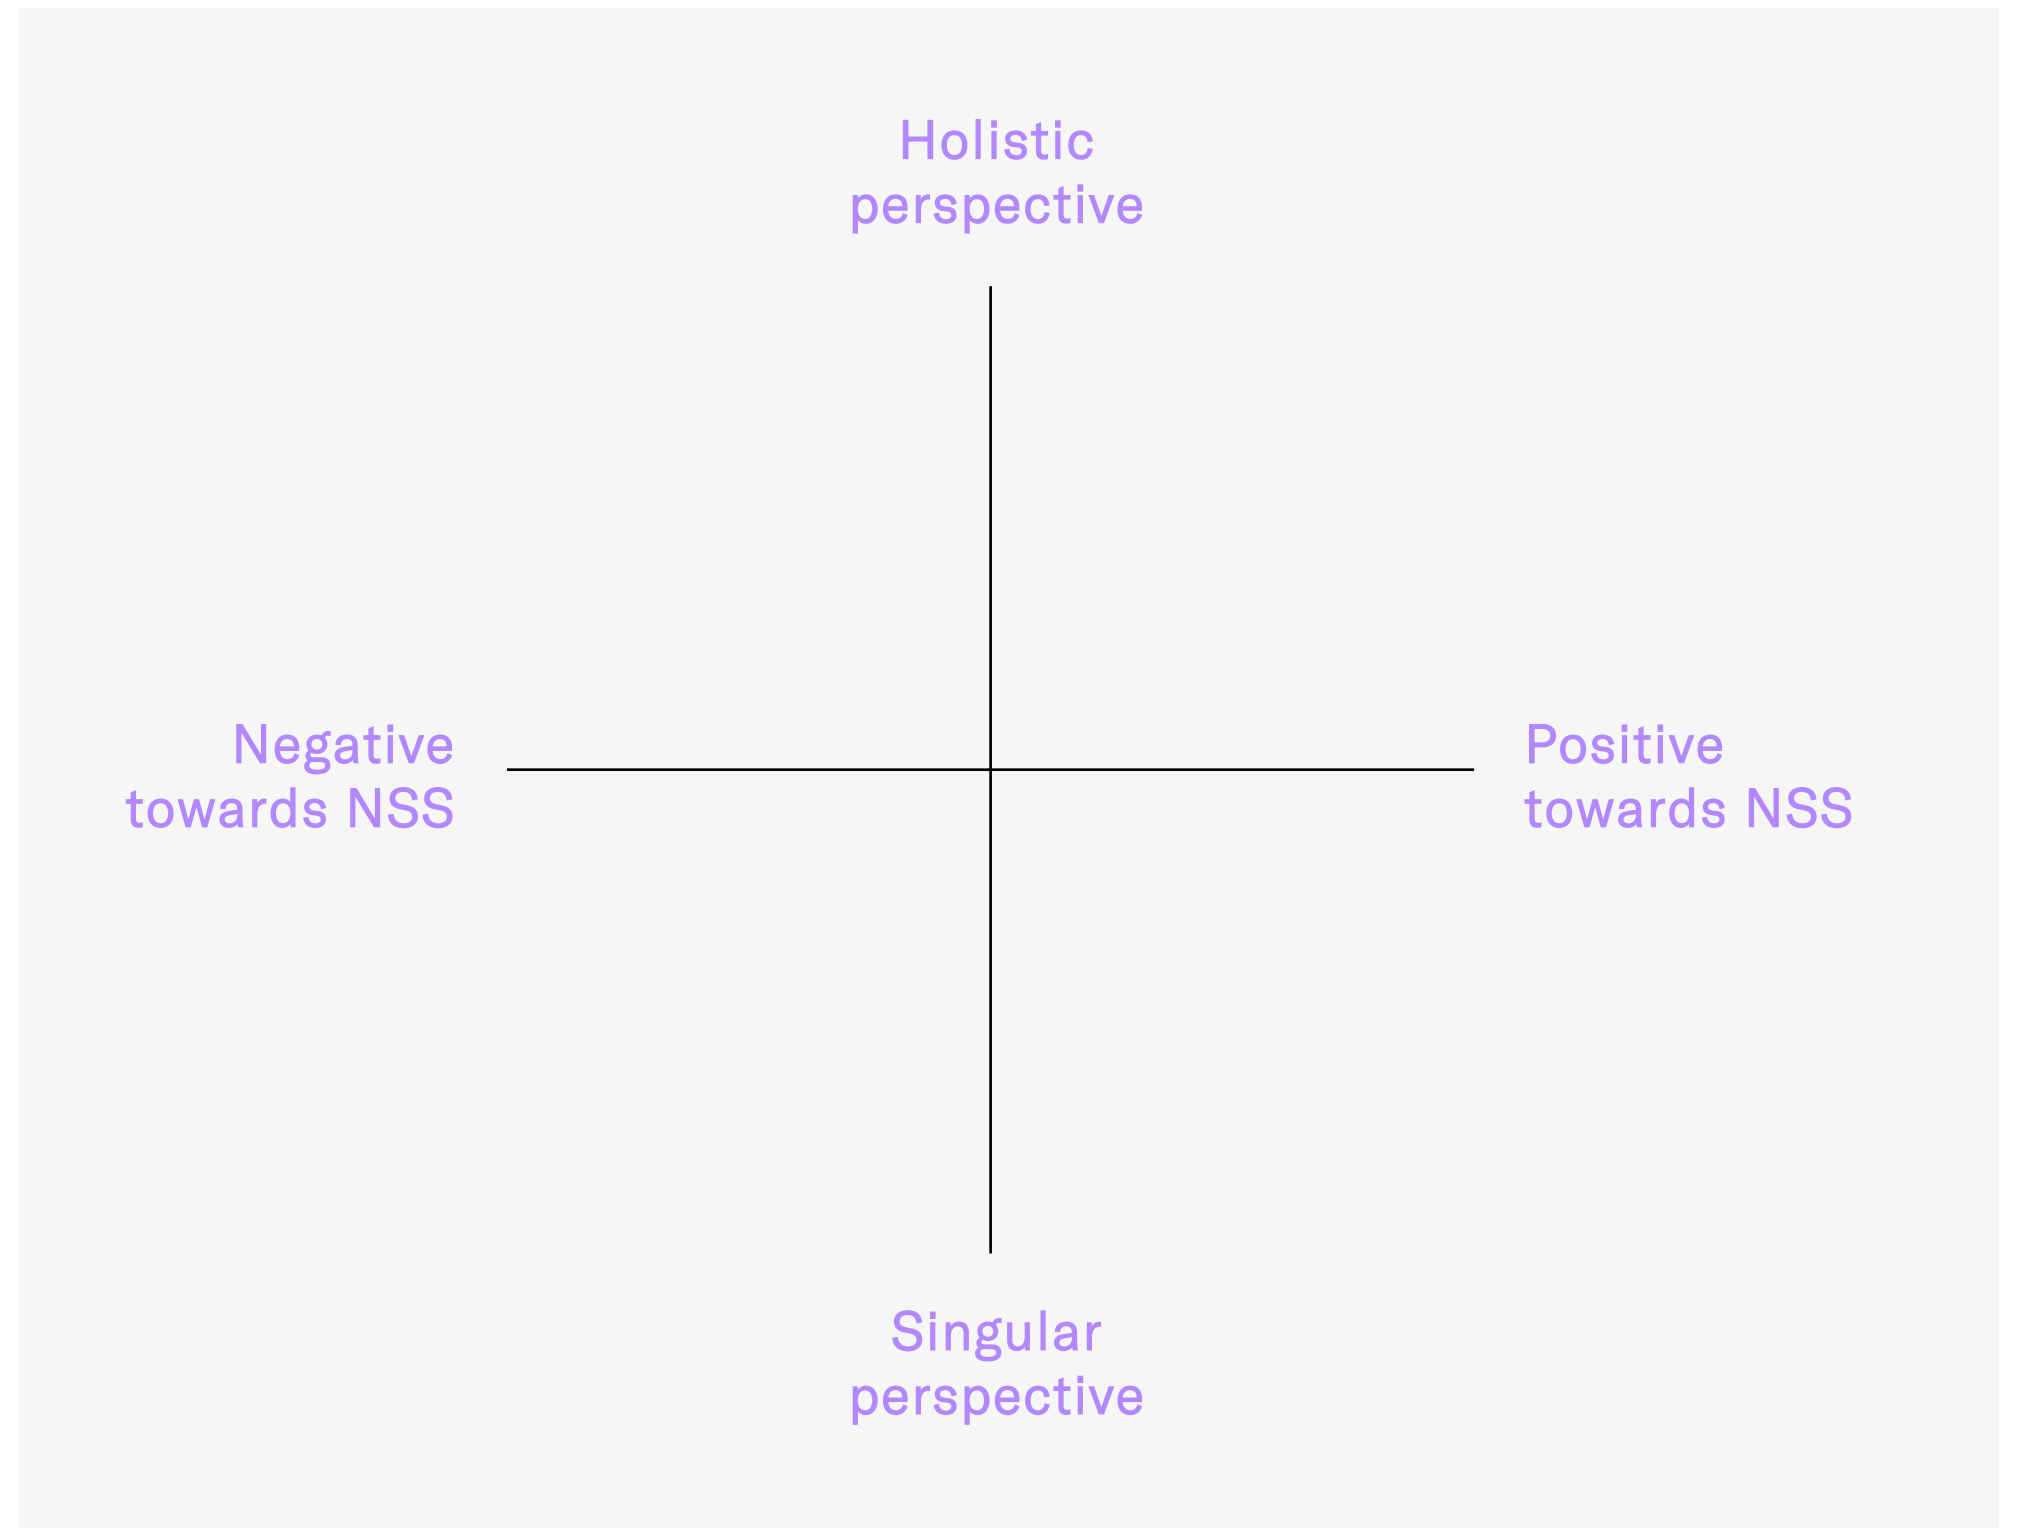 Holistic
perspective
Negative
towards NSS
Positive
towards NSS
Singular
perspective